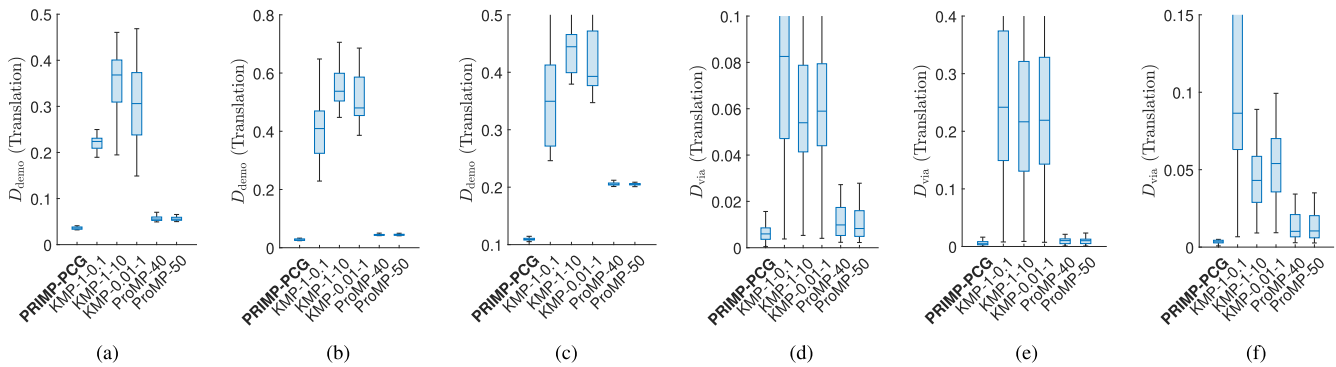 0.5
0.4
0.3
0.2
0.1
0
D_demo (Translation)
PRIMP-PCG
KMP-1-0.1
KMP-1-10
KMP-0.01-1
ProMP-40
ProMP-50
(a)
0.8
0.6
0.4
0.2
0
D_demo (Translation)
PRIMP-PCG
KMP-1-0.1
KMP-1-10
KMP-0.01-1
ProMP-40
ProMP-50
(b)
0.5
0.4
0.3
0.2
0.1
D_demo (Translation)
PRIMP-PCG
KMP-1-0.1
KMP-1-10
KMP-0.01-1
ProMP-40
ProMP-50
(c)
0.1
0.08
0.06
0.04
0.02
0
D_via (Translation)
PRIMP-PCG
KMP-1-0.1
KMP-1-10
KMP-0.01-1
ProMP-40
ProMP-50
(d)
0.4
0.3
0.2
0.1
0
D_via (Translation)
PRIMP-PCG
KMP-1-0.1
KMP-1-10
KMP-0.01-1
ProMP-40
ProMP-50
(e)
0.15
0.1
0.05
0
D_via (Translation)
PRIMP-PCG
KMP-1-0.1
KMP-1-10
KMP-0.01-1
ProMP-40
ProMP-50
(f)